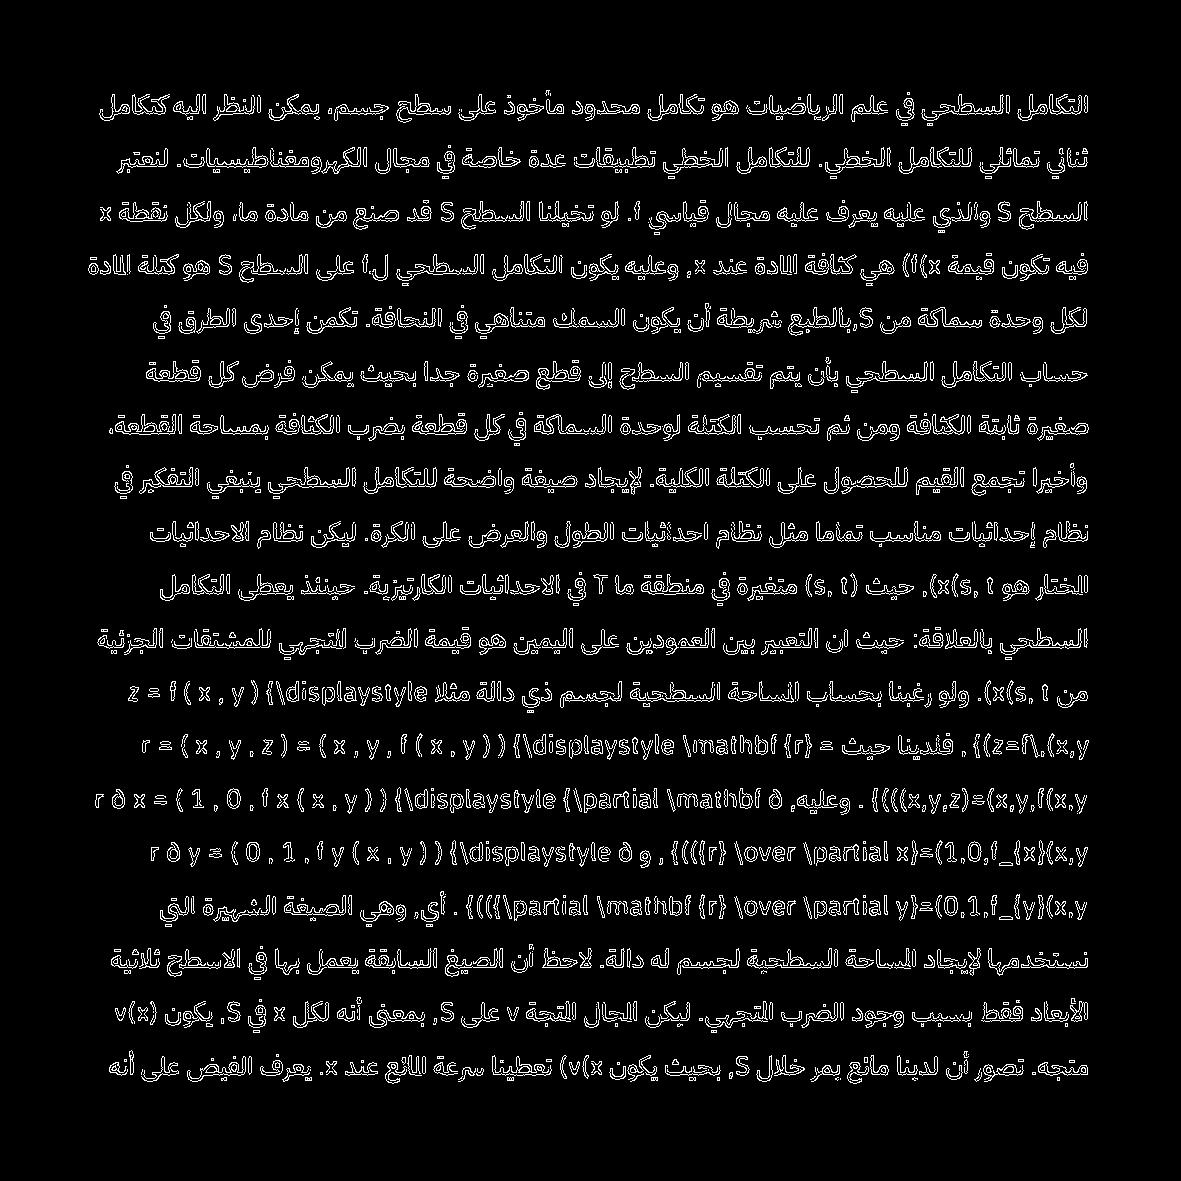 التكامل السطحي في علم الرياضيات هو تكامل محدود مأخوذ على سطح جسم، يمكن النظر اليه كتكامل
ثنائي تماثلي للتكامل الخطي. للتكامل الخطي تطبيقات عدة خاصة في مجال الكهرومغناطيسيات. لنعتبر
السطح S والذي عليه يعرف عليه مجال قياسي f. لو تخيلنا السطح S قد صنع من مادة ما، ولكل نقطة x
فيه تكون قيمة f(x) هي كثافة المادة عند x, وعليه يكون التكامل السطحي ل f. على السطح S هو كتلة المادة
لكل وحدة سماكة من S,بالطبع شريطة أن يكون السمك متناهي في النحافة. تكمن إحدى الطرق في
حساب التكامل السطحي بأن يتم تقسيم السطح إلى قطع صغيرة جدا بحيث يمكن فرض كل قطعة
صغيرة ثابتة الكثافة ومن ثم تحسب الكتلة لوحدة السماكة في كل قطعة بضرب الكثافة بمساحة القطعة،
وأخيرا تجمع القيم للحصول على الكتلة الكلية. لإيجاد صيغة واضحة للتكامل السطحي ينبغي التفكير في
نظام إحداثيات مناسب تماما مثل نظام احداثيات الطول والعرض على الكرة. ليكن نظام الاحداثيات
المختار هو x(s, t), حيث (s, t) متغيرة في منطقة ما T في الاحداثيات الكارتيزية. حينئذ يعطى التكامل
السطحي بالعلاقة: حيث ان التعبير بين العمودين على اليمين هو قيمة الضرب المتجهي للمشتقات الجزئية
من x(s, t). ولو رغبنا بحساب المساحة السطحية لجسم ذي دالة مثلا z = f ( x , y ) {\displaystyle
z=f\,(x,y)} , فلدينا حيث r = ( x , y , z ) = ( x , y , f ( x , y ) ) {\displaystyle \mathbf {r} =
(x,y,z)=(x,y,f(x,y))} . وعليه, ∂ r ∂ x = ( 1 , 0 , f x ( x , y ) ) {\displaystyle {\partial \mathbf
{r} \over \partial x}=(1,0,f_{x}(x,y))} , و ∂ r ∂ y = ( 0 , 1 , f y ( x , y ) ) {\displaystyle
{\partial \mathbf {r} \over \partial y}=(0,1,f_{y}(x,y))} . أي, وهي الصيغة الشهيرة التي
نستخدمها لإيجاد المساحة السطحية لجسم له دالة. لاحظ أن الصيغ السابقة يعمل بها في الاسطح ثلاثية
الأبعاد فقط بسبب وجود الضرب المتجهي. ليكن المجال المتجة v على S, بمعنى أنه لكل x في S, يكون v(x)
متجه. تصور أن لدينا مائع يمر خلال S, بحيث يكون v(x) تعطينا سرعة المائع عند x. يعرف الفيض على أنه